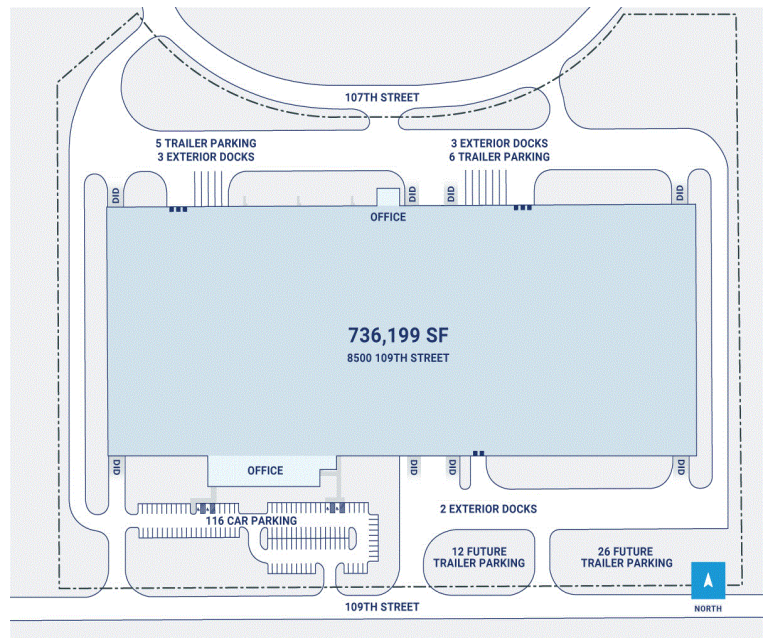 107TH STREET
5 TRAILER PARKING
3 EXTERIOR DOCKS
3 EXTERIOR DOCKS
6 TRAILER PARKING
DID
DID
DID
DID
OFFICE
736,199 SF
8500 109TH STREET
DID
OFFICE
DID
DID
DID
116 CAR PARKING
2 EXTERIOR DOCKS
12 FUTURE
TRAILER PARKING
26 FUTURE
TRAILER PARKING
109TH STREET
NORTH